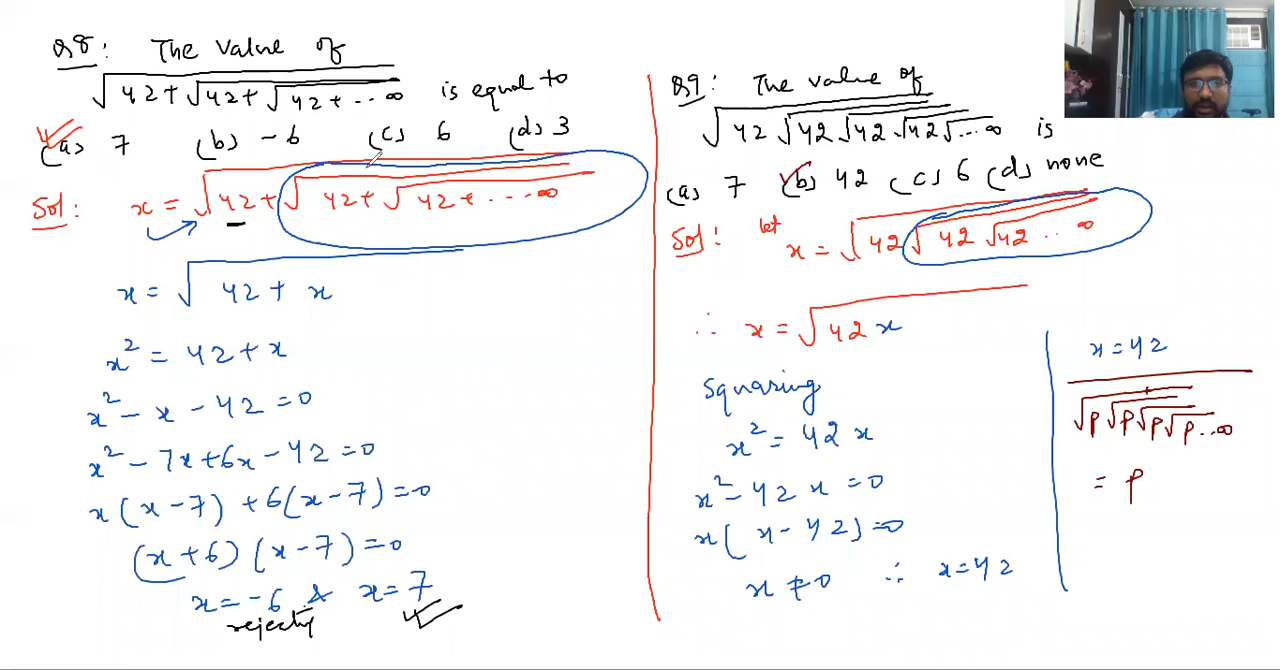 Q8: The value of
√42+√42+√42+...∞ is equal to
(a) 7 (b) -6 (c) 6 (d) 3
Sol: x = √42+√42+√42+.....∞
x = √42+x
x² = 42+x
x² - x - 42 = 0
x² - 7x+6x - 42 = 0
x(x-7) +6(x-7) = 0
(x+6) (x-7) = 0
x = -6 & x = 7
rejecty
Q9: The value of
√42√42√42√42√...∞ is
(a) 7 (b) 42 (c) 6 (d) none
Sol: let x = √42√42√42...∞
∴ x = √42x
Squaring
x² = 42x
x² - 42x = 0
x(x-42) = 0
x ≠ 0 ∴ x = 42
x = 42
√p√p√p√p...∞
= p